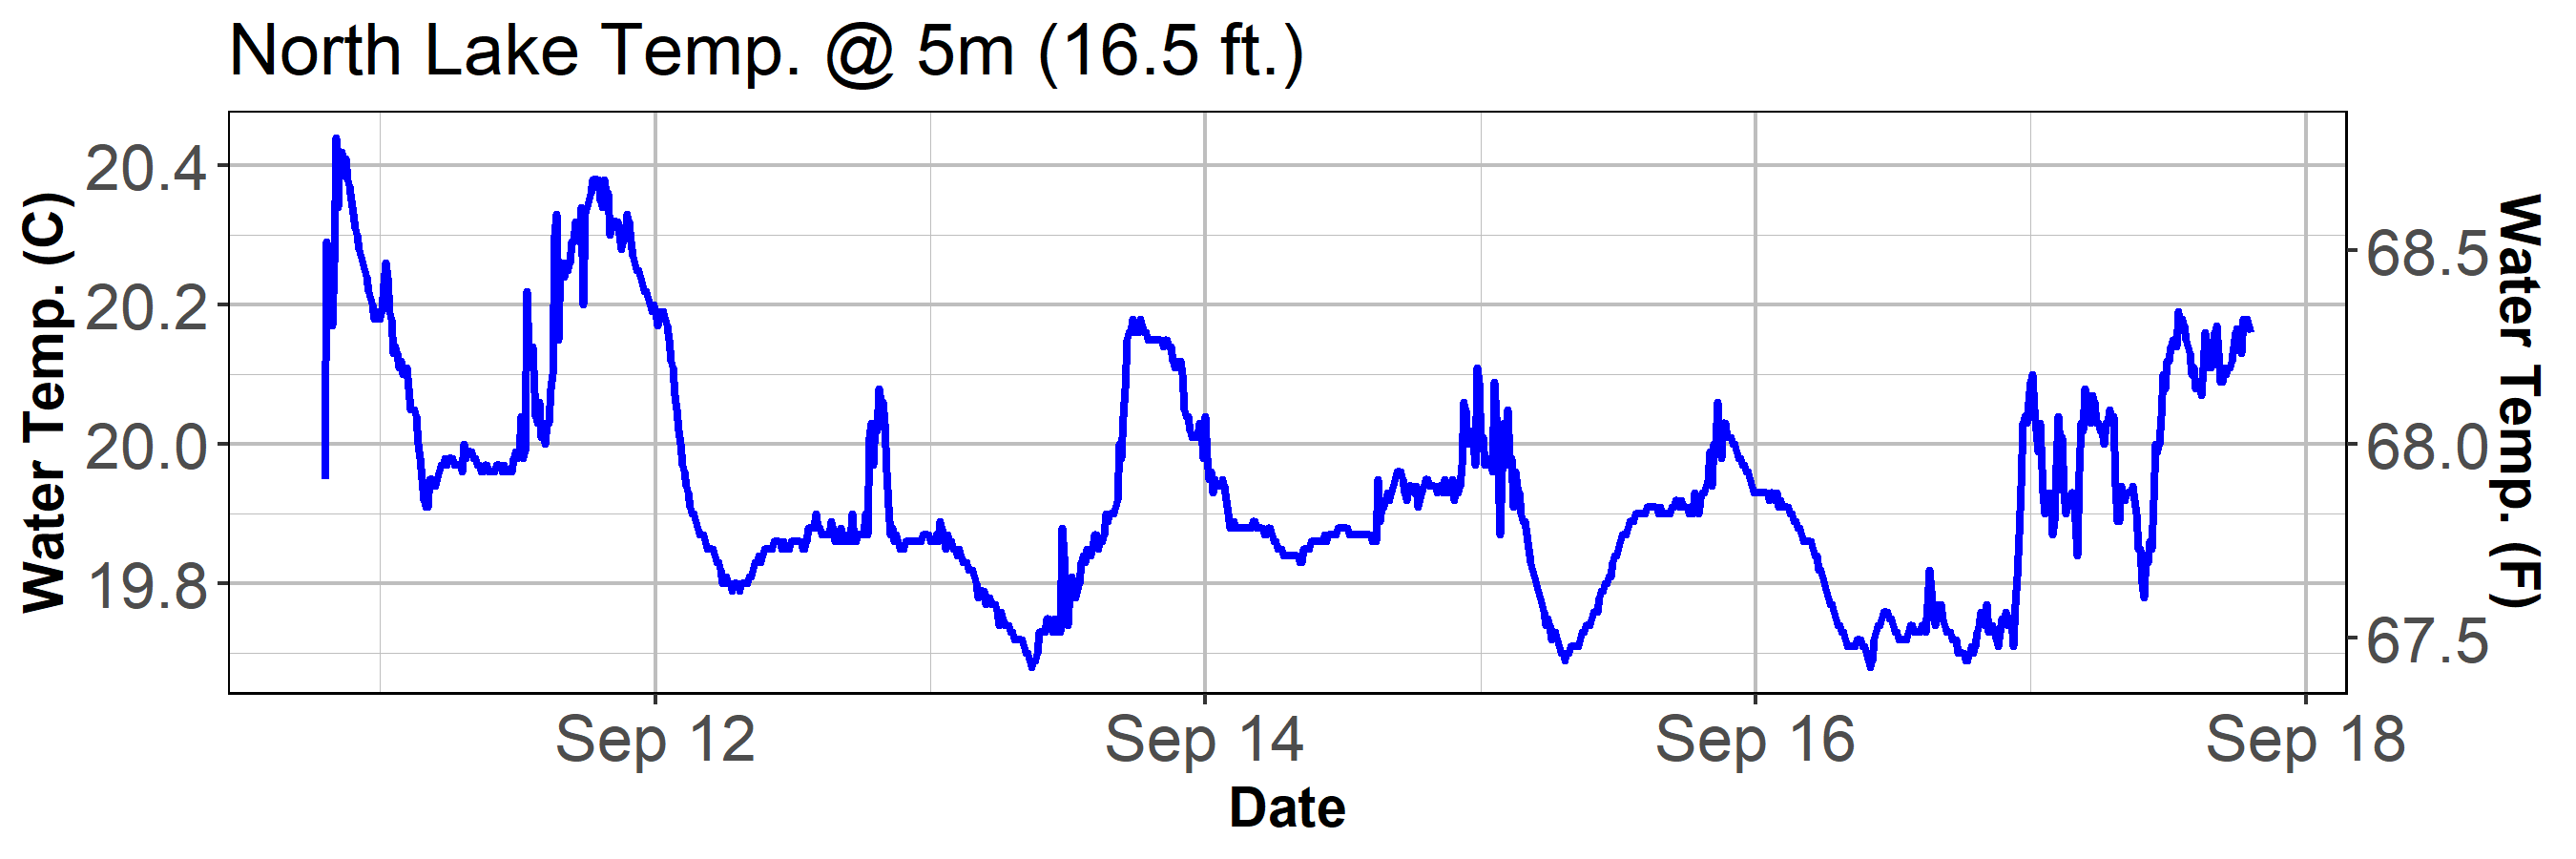 North Lake Temp. @ 5m (16.5 ft.)
Water Temp. (C)
20.4
20.2
20.0
19.8
68.5
68.0
67.5
Water Temp. (F)
Sep 12
Sep 14
Sep 16
Sep 18
Date